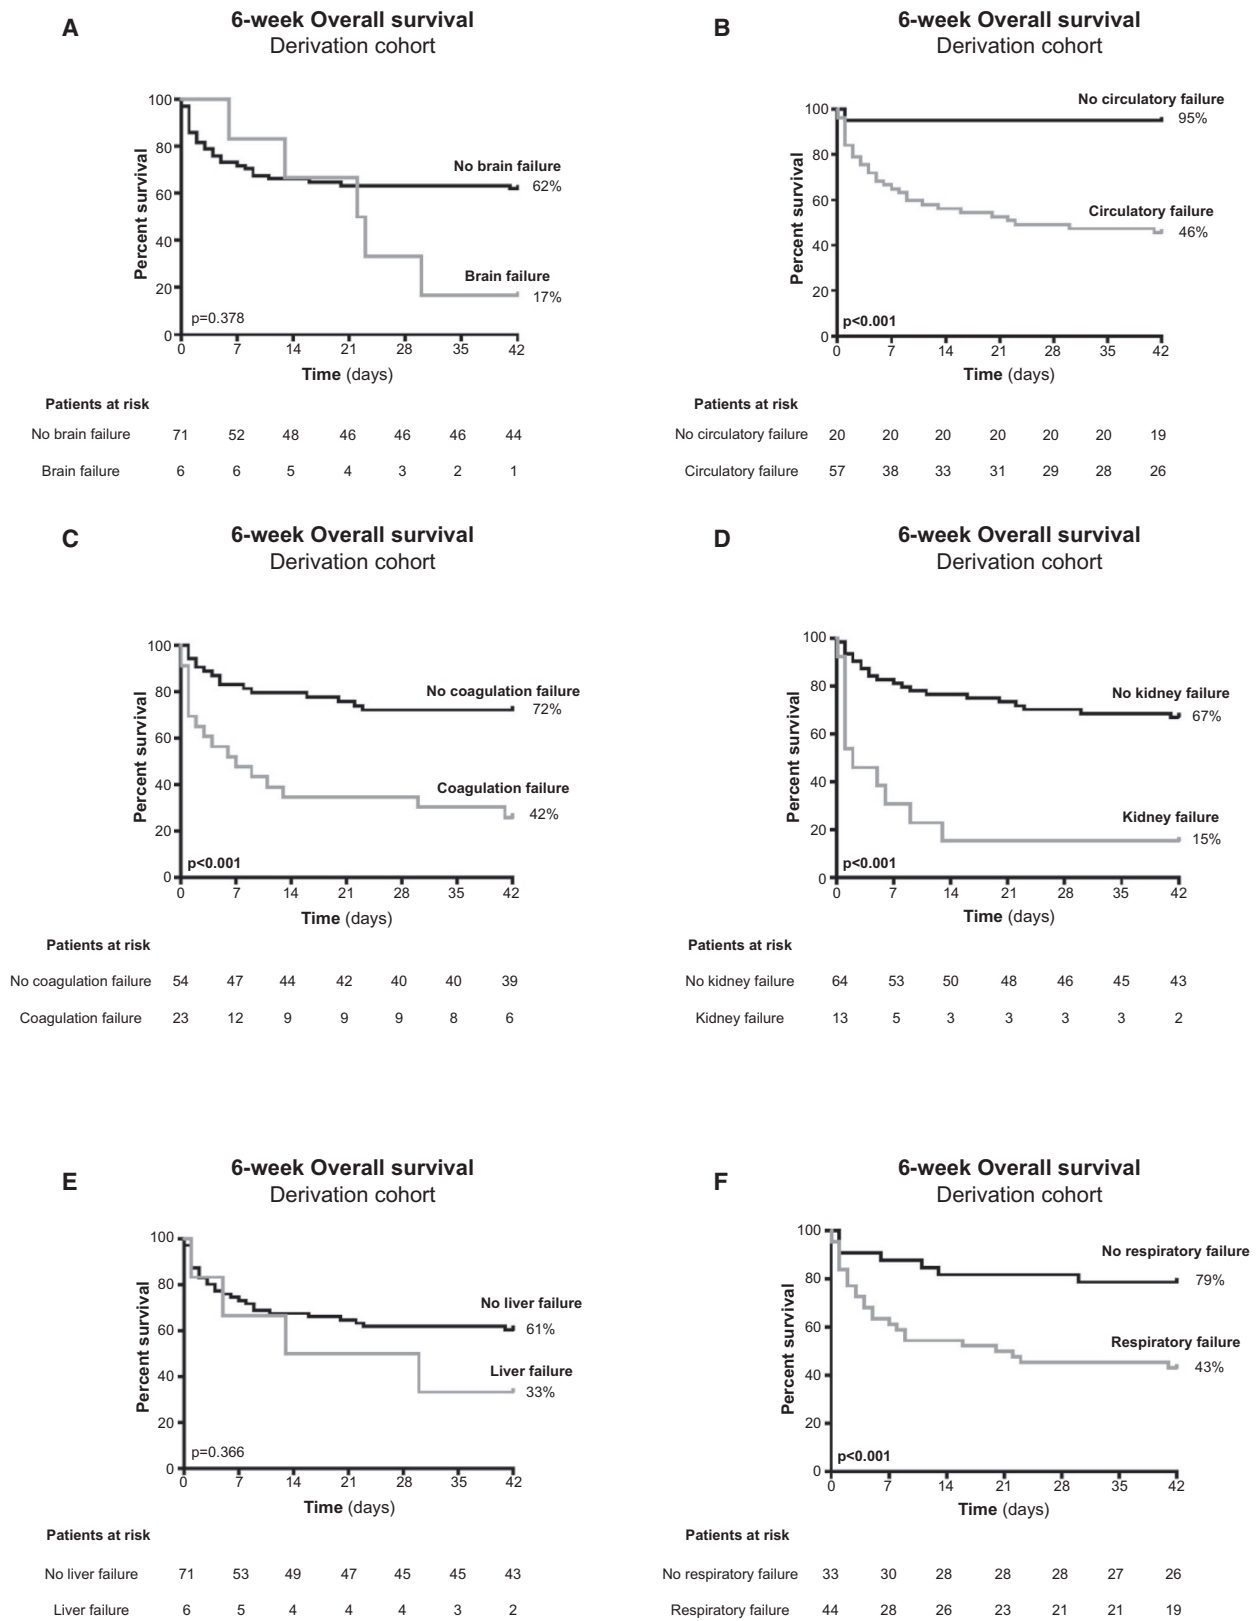 A
6-week Overall survival
Derivation cohort
Percent survival
100
80
60
40
20
0
No brain failure
62%
Brain failure
17%
p=0.378
0 7 14 21 28 35 42
Time (days)
Patients at risk
No brain failure 71 52 48 46 46 46 44
Brain failure 6 6 5 4 3 2 1
B
6-week Overall survival
Derivation cohort
Percent survival
100
80
60
40
20
0
No circulatory failure
95%
Circulatory failure
46%
p<0.001
0 7 14 21 28 35 42
Time (days)
Patients at risk
No circulatory failure 20 20 20 20 20 20 19
Circulatory failure 57 38 33 31 29 28 26
C
6-week Overall survival
Derivation cohort
Percent survival
100
80
60
40
20
0
No coagulation failure
72%
Coagulation failure
42%
p<0.001
0 7 14 21 28 35 42
Time (days)
Patients at risk
No coagulation failure 54 47 44 42 40 40 39
Coagulation failure 23 12 9 9 9 8 6
D
6-week Overall survival
Derivation cohort
Percent survival
100
80
60
40
20
0
No kidney failure
67%
Kidney failure
15%
p<0.001
0 7 14 21 28 35 42
Time (days)
Patients at risk
No kidney failure 64 53 50 48 46 45 43
Kidney failure 13 5 3 3 3 3 2
E
6-week Overall survival
Derivation cohort
Percent survival
100
80
60
40
20
0
No liver failure
61%
Liver failure
33%
p=0.366
0 7 14 21 28 35 42
Time (days)
Patients at risk
No liver failure 71 53 49 47 45 45 43
Liver failure 6 5 4 4 4 3 2
F
6-week Overall survival
Derivation cohort
Percent survival
100
80
60
40
20
0
No respiratory failure
79%
Respiratory failure
43%
p<0.001
0 7 14 21 28 35 42
Time (days)
Patients at risk
No respiratory failure 33 30 28 28 28 27 26
Respiratory failure 44 28 26 23 21 21 19